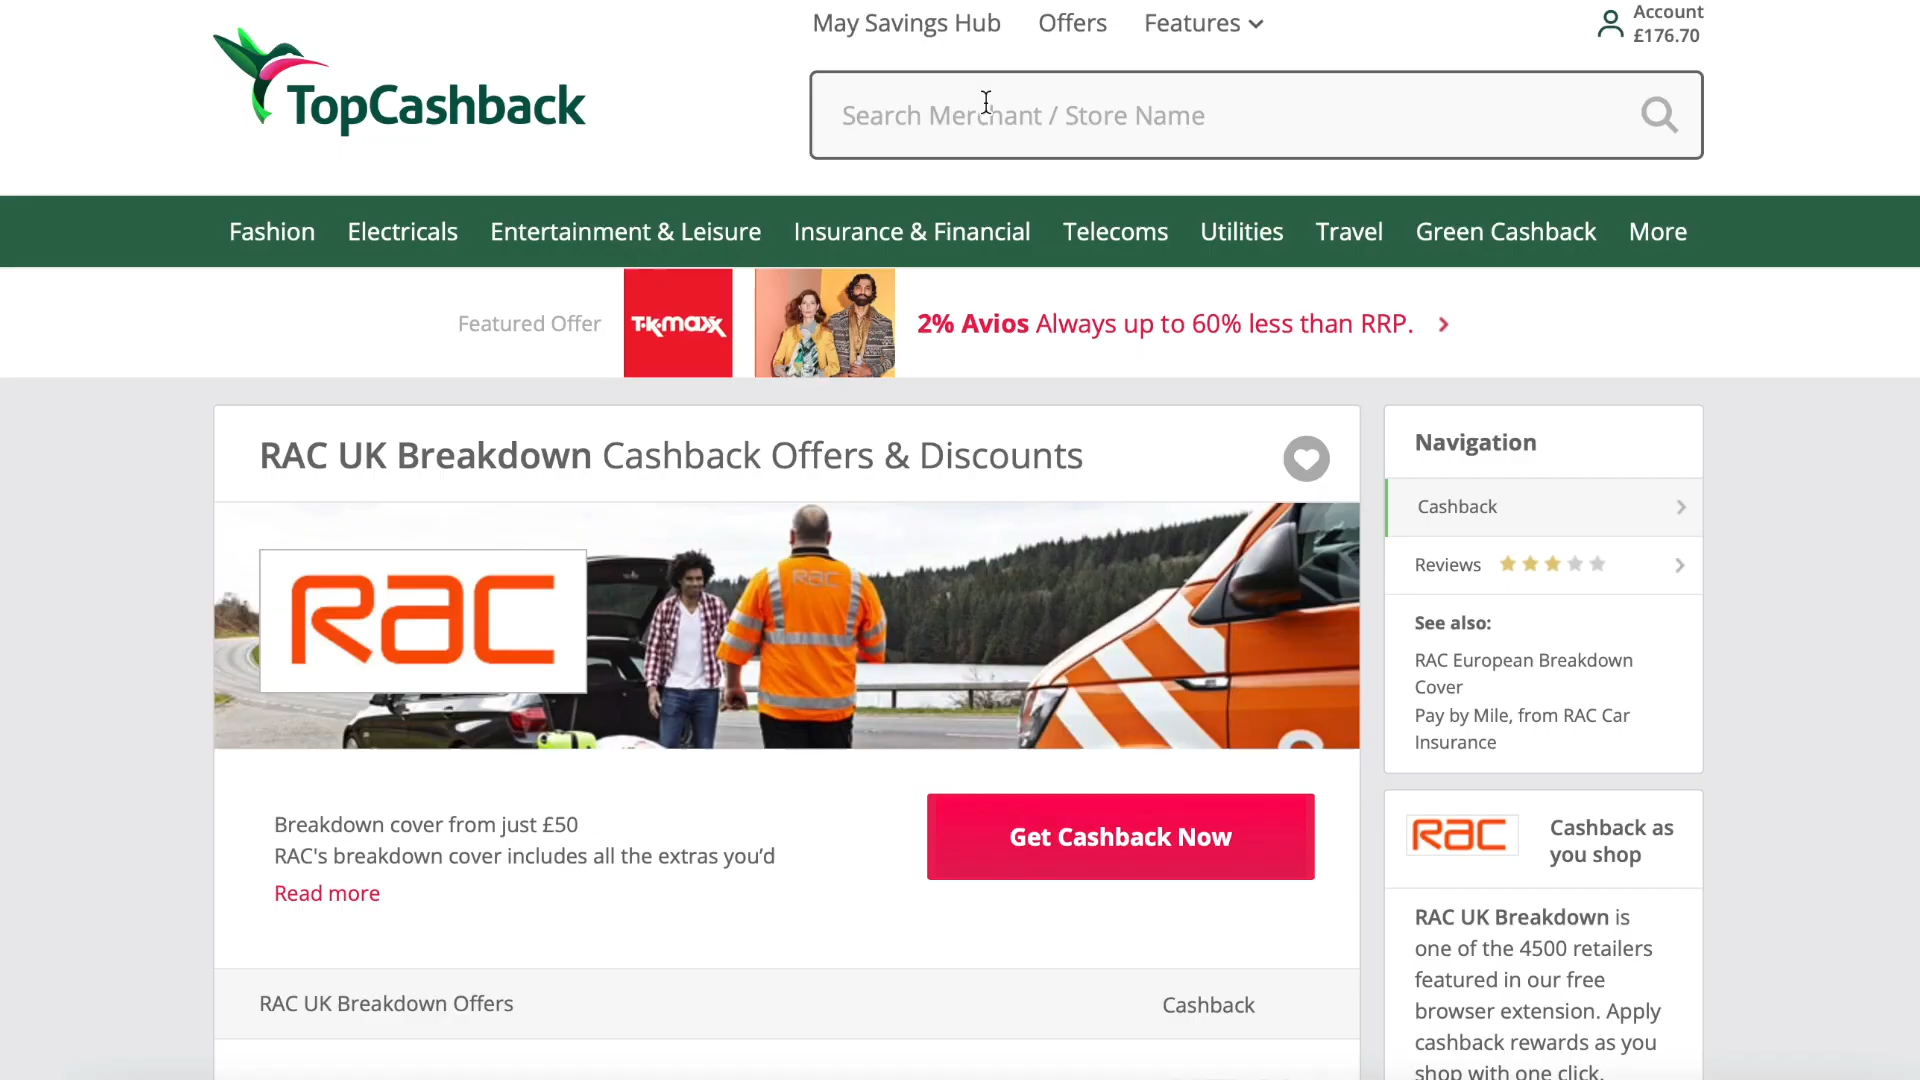 May Savings Hub Offers Features
Account
£176.70
TopCashback
Search Merchant / Store Name
Fashion Electricals Entertainment & Leisure Insurance & Financial Telecoms Utilities Travel Green Cashback More
Featured Offer
TK maxx
2% Avios Always up to 60% less than RRP.
RAC UK Breakdown Cashback Offers & Discounts
RAC
RAC
Breakdown cover from just £50
RAC's breakdown cover includes all the extras you'd
Read more
Get Cashback Now
RAC UK Breakdown Offers
Cashback
Navigation
Cashback
Reviews
See also:
RAC European Breakdown
Cover
Pay by Mile, from RAC Car
Insurance
RAC
Cashback as
you shop
RAC UK Breakdown is
one of the 4500 retailers
featured in our free
browser extension. Apply
cashback rewards as you
shop with one click.